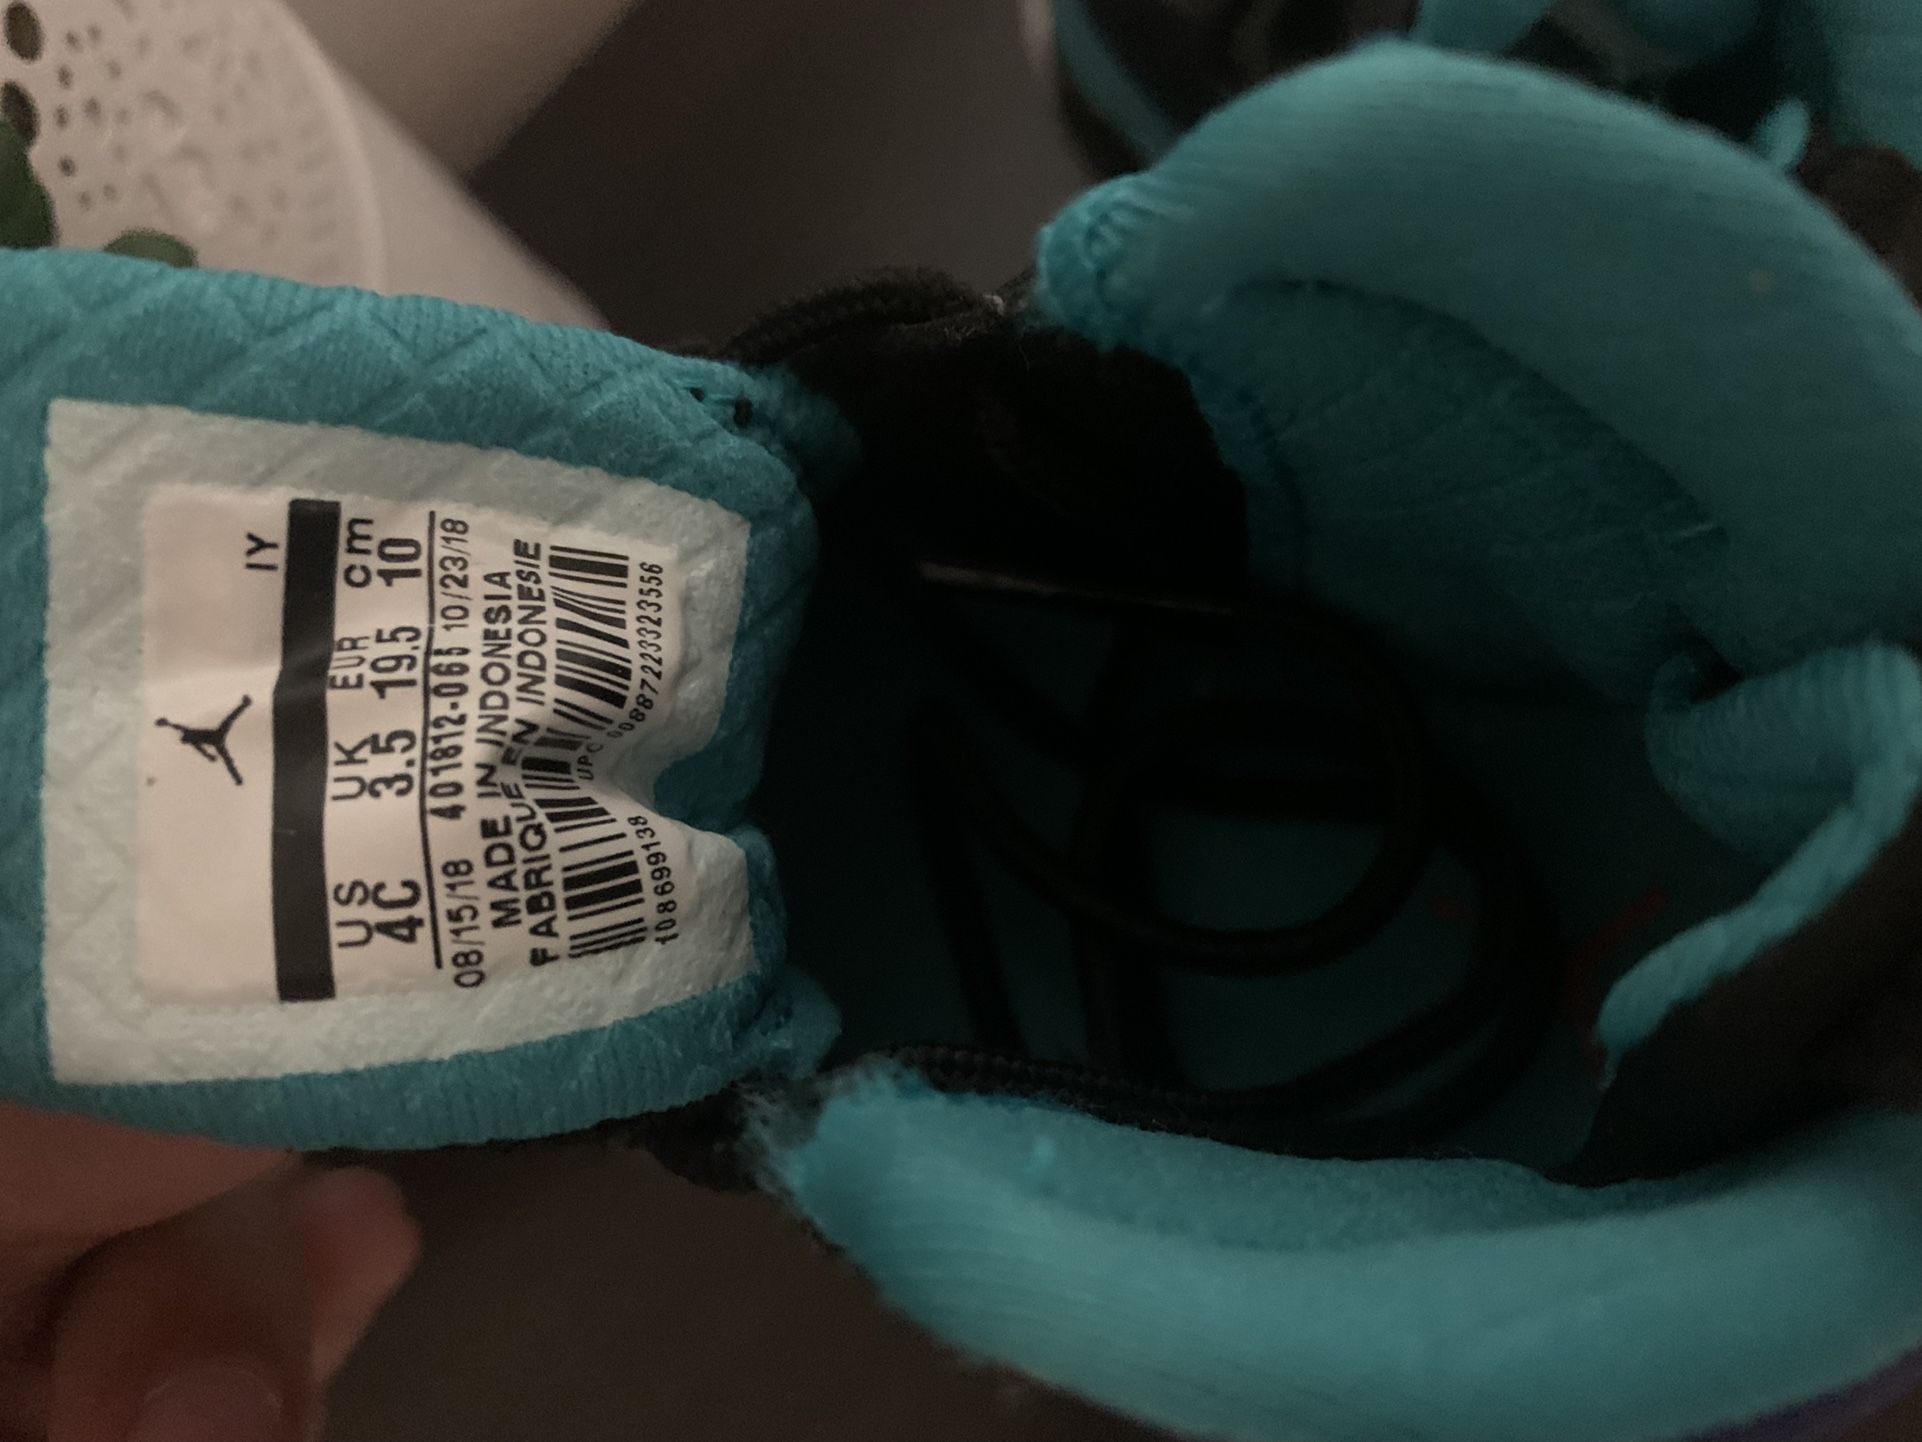 IY
US UK EUR cm
4C 3.5 19.5 10
08/15/18 401812-065 10/23/18
MADE IN INDONESIA
FABRIQUE EN INDONESIE
108699138 UPC 00887223323556